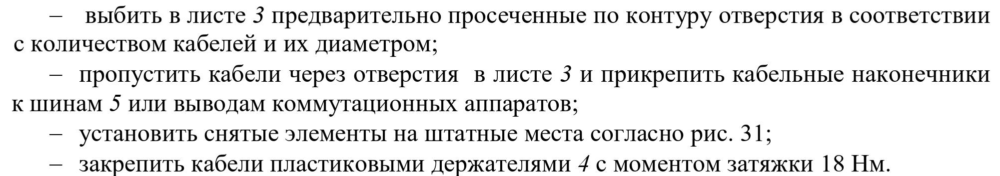 – выбить в листе 3 предварительно просеченные по контуру отверстия в соответствии
с количеством кабелей и их диаметром;
– пропустить кабели через отверстия в листе 3 и прикрепить кабельные наконечники
к шинам 5 или выводам коммутационных аппаратов;
– установить снятые элементы на штатные места согласно рис. 31;
– закрепить кабели пластиковыми держателями 4 с моментом затяжки 18 Нм.